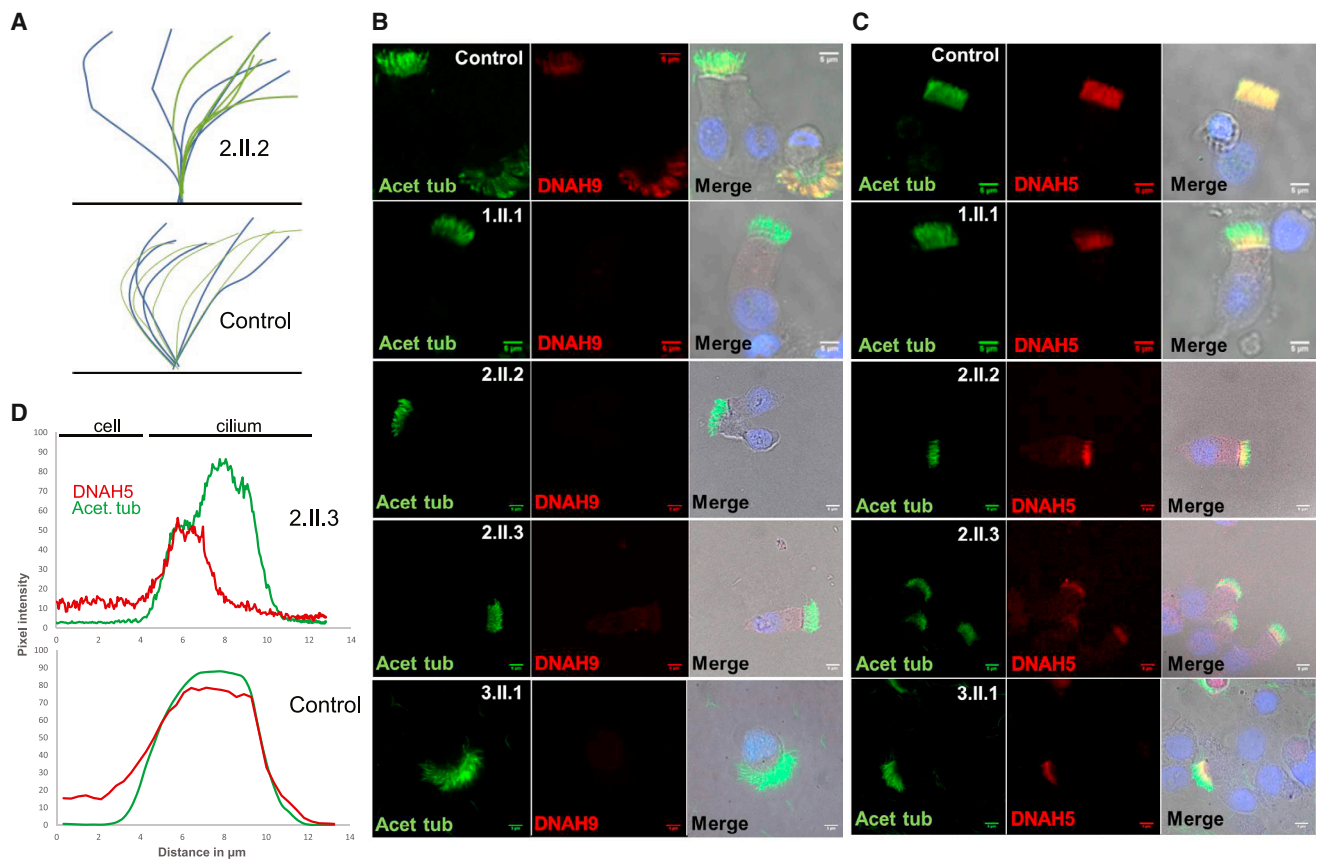 A
2.II.2
Control
B
Control
Acet tub
DNAH9
Merge
5 μm
5 μm
1.II.1
Acet tub
DNAH9
Merge
5 μm
5 μm
2.II.2
Acet tub
DNAH9
Merge
2.II.3
Acet tub
DNAH9
Merge
3.II.1
Acet tub
DNAH9
Merge
C
Control
Acet tub
DNAH5
Merge
5 μm
5 μm
5 μm
1.II.1
Acet tub
DNAH5
Merge
5 μm
5 μm
5 μm
2.II.2
Acet tub
DNAH5
Merge
2.II.3
Acet tub
DNAH5
Merge
3.II.1
Acet tub
DNAH5
Merge
D
cell cilium
DNAH5
Acet. tub
2.II.3
100
90
80
70
60
50
40
30
20
10
0
0 2 4 6 8 10 12 14
Pixel intensity
Control
100
90
80
70
60
50
40
30
20
10
0
0 2 4 6 8 10 12 14
Distance in μm